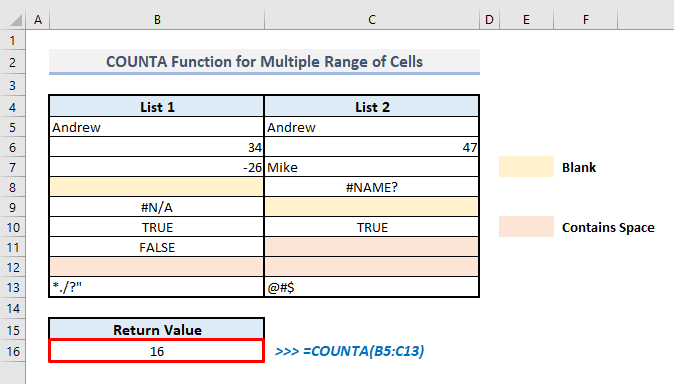 A B C D E F
1
2 COUNTA Function for Multiple Range of Cells
3
4 List 1 List 2
5 Andrew Andrew
6 34 47
7 -26 Mike Blank
8 #NAME?
9 #N/A
10 TRUE TRUE Contains Space
11 FALSE
12
13 *./?" @#$
14
15 Return Value
16 16 >>> =COUNTA(B5:C13)